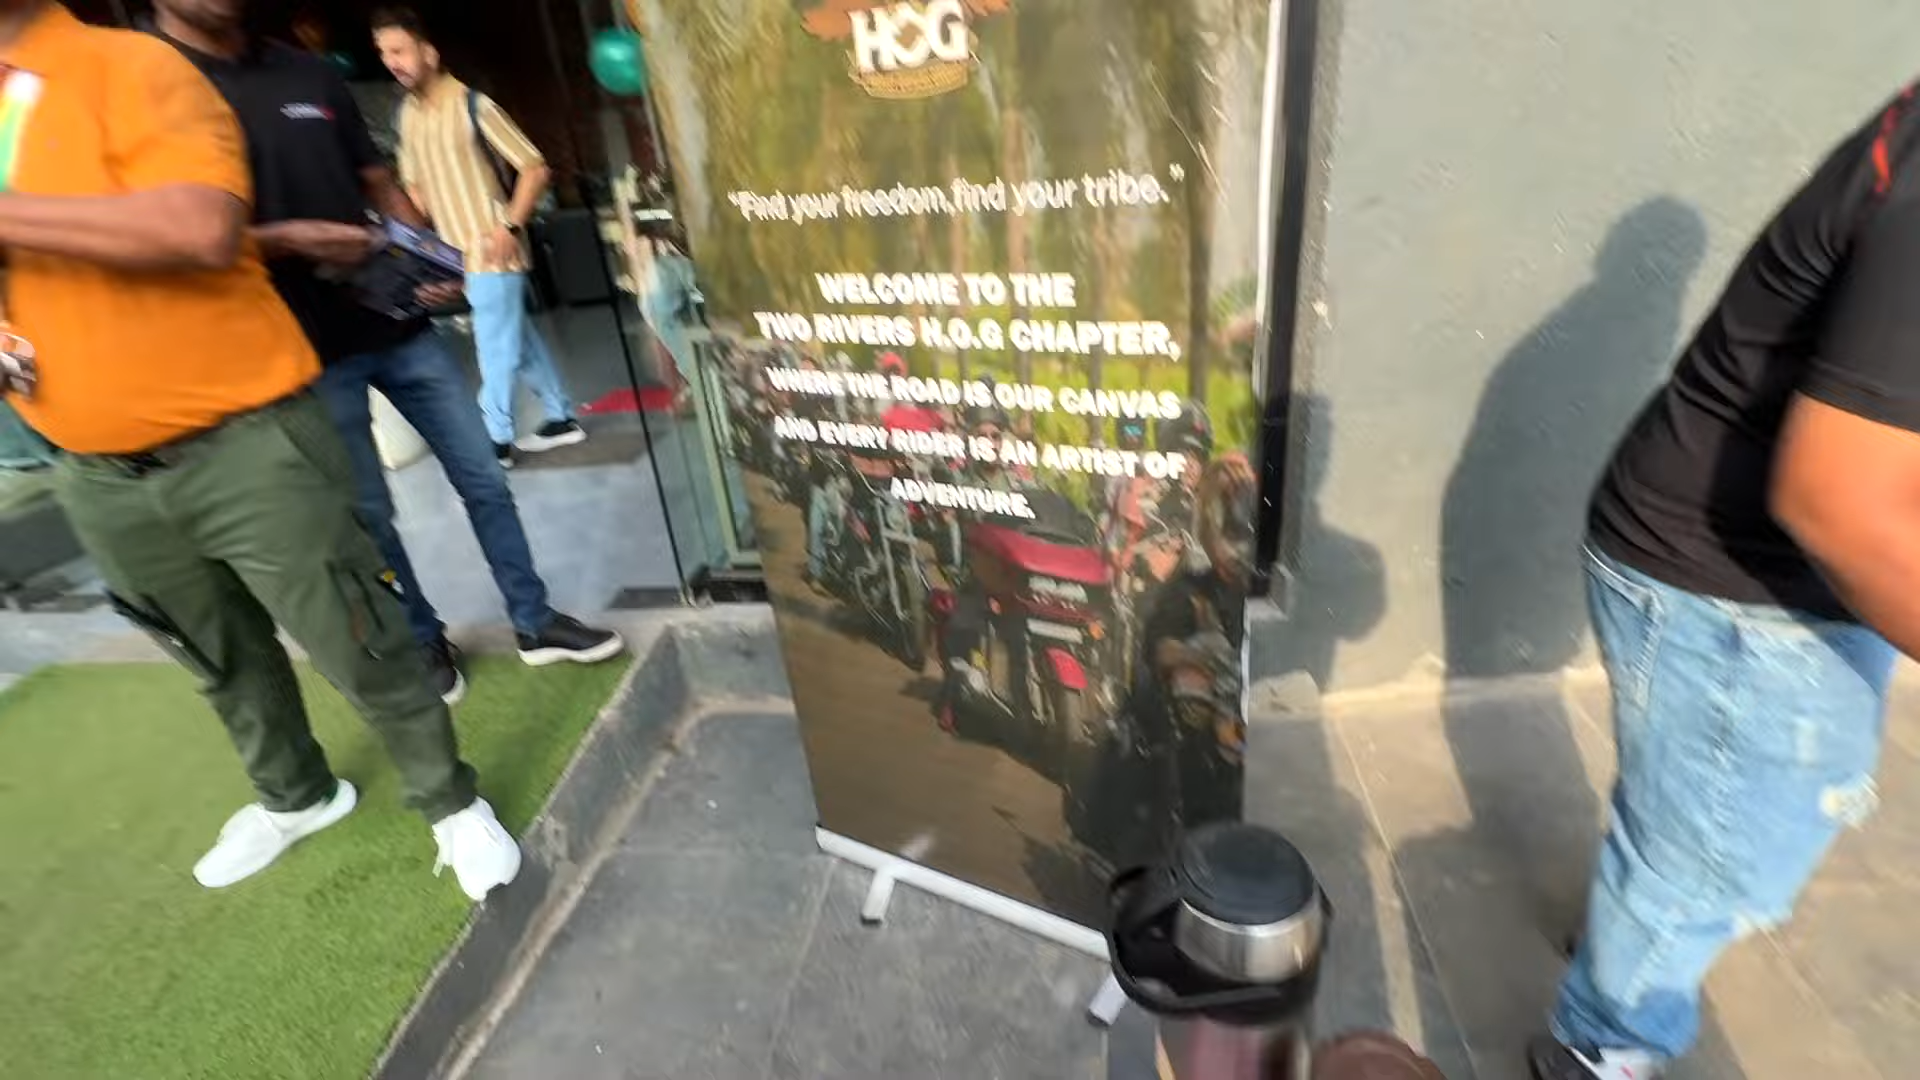 HOG
"Find your freedom, find your tribe."
WELCOME TO THE
TWO RIVERS H.O.G CHAPTER,
WHERE THE ROAD IS OUR CANVAS
AND EVERY RIDER IS AN ARTIST OF
ADVENTURE.